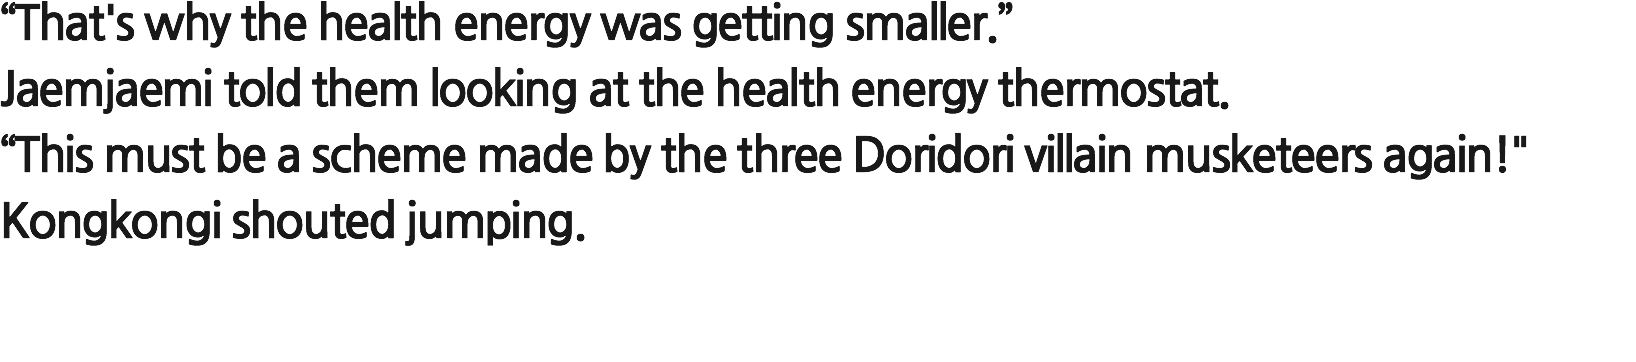 “That's why the health energy was getting smaller.”
Jaemjaemi told them looking at the health energy thermostat.
“This must be a scheme made by the three Doridori villain musketeers again!"
Kongkongi shouted jumping.